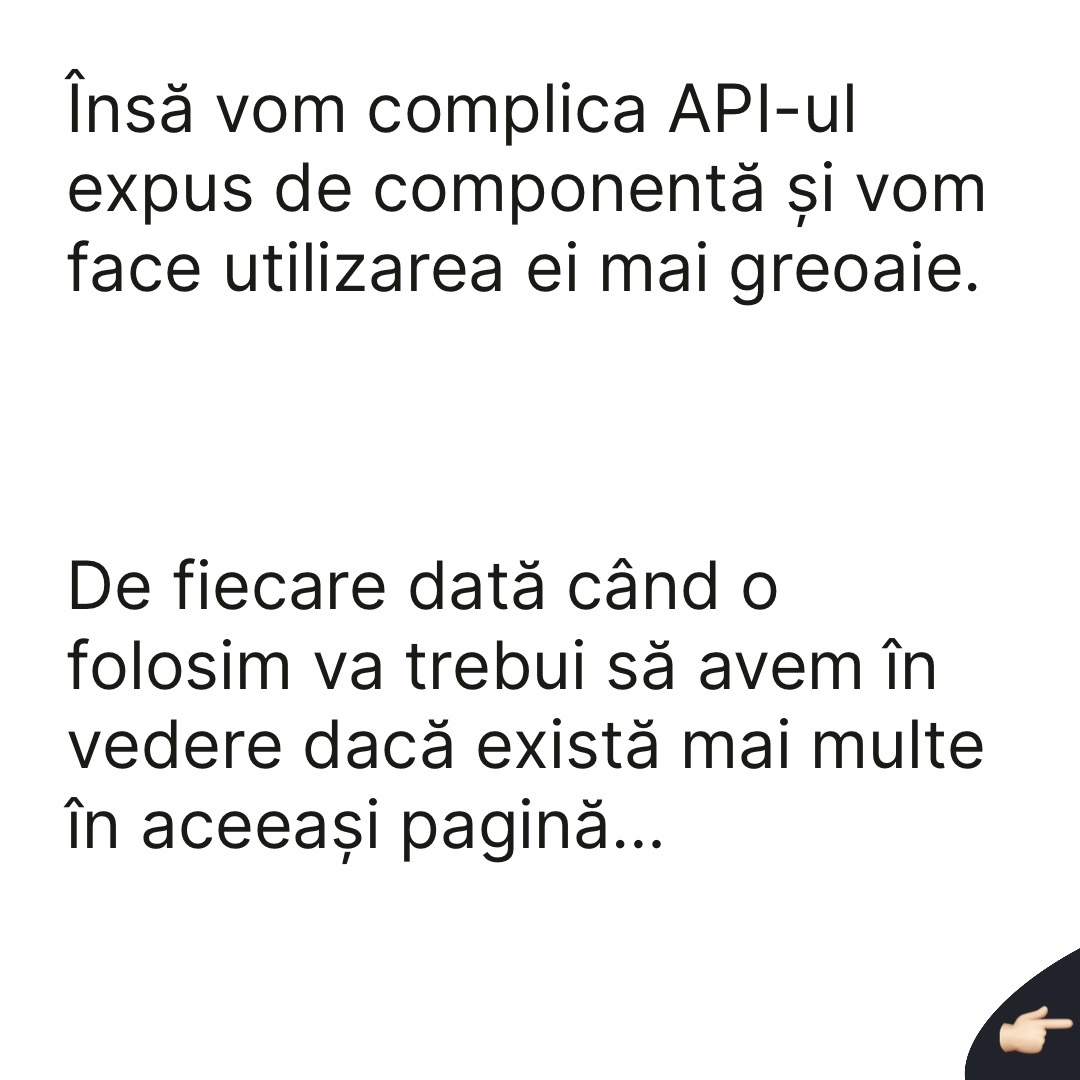 Însă vom complica API-ul
expus de componentă și vom
face utilizarea ei mai greoaie.
De fiecare dată când o
folosim va trebui să avem în
vedere dacă există mai multe
în aceeași pagină...